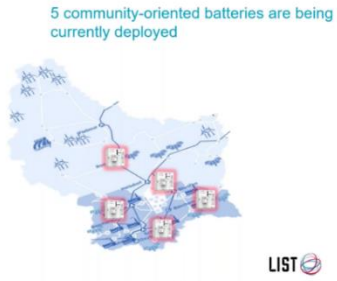 5 community-oriented batteries are being
currently deployed
LIST